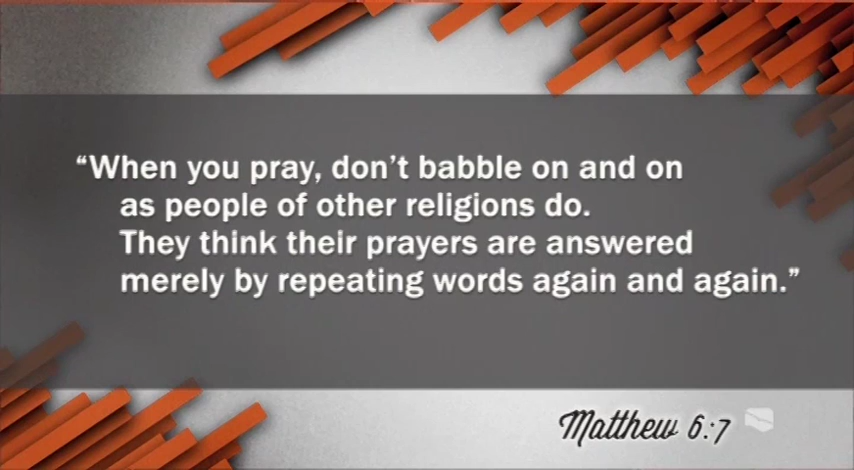 “When you pray, don’t babble on and on
as people of other religions do.
They think their prayers are answered
merely by repeating words again and again.”
Matthew 6:7